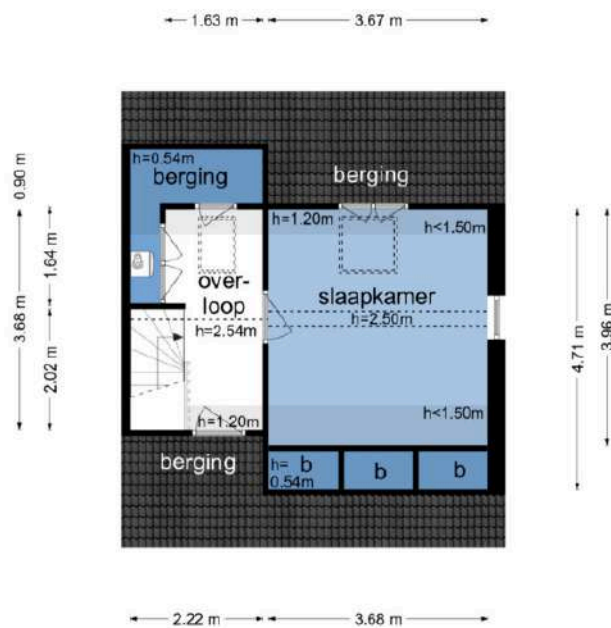 1.63 m
3.67 m
h=0.54m
berging
berging
0.90 m
h=1.20m
h<1.50m
1.64 m
over-
loop
slaapkamer
h=2.54m
h=2.50m
3.68 m
2.02 m
4.71 m
3.96 m
h=1.20m
h<1.50m
berging
h=
0.54m
b
b
b
2.22 m
3.68 m